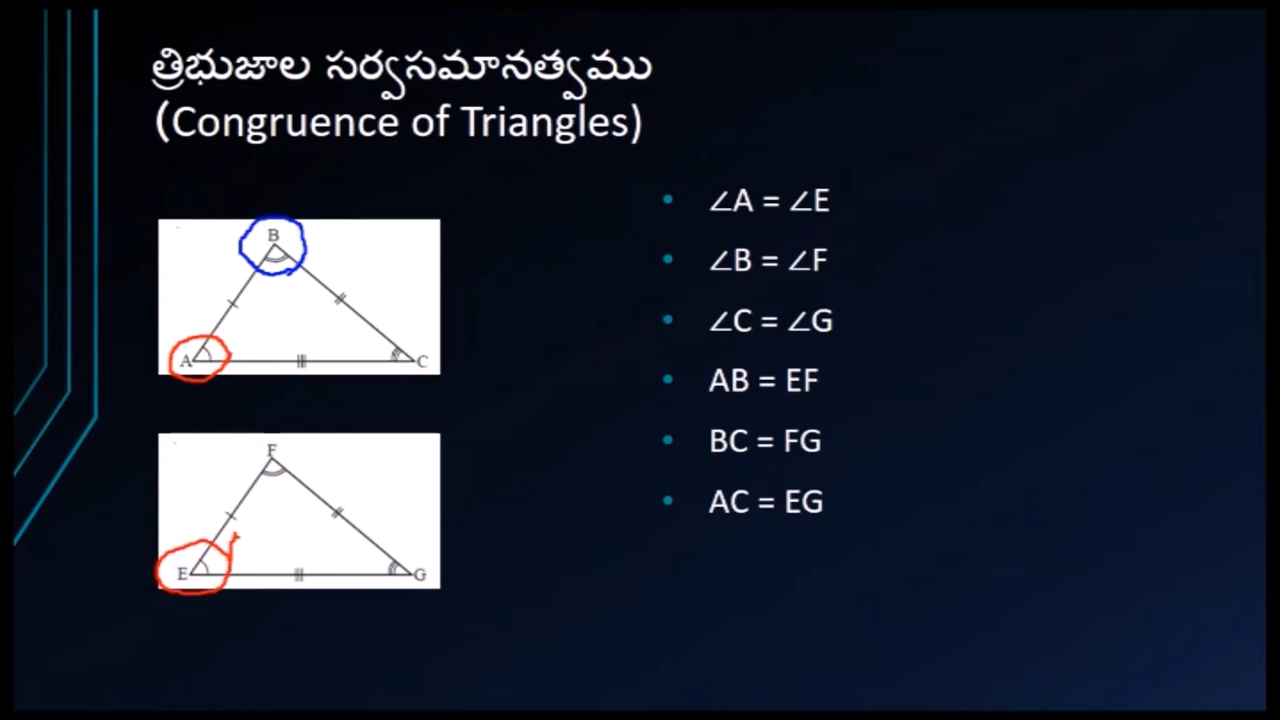 త్రిభుజాల సర్వసమానత్వము
(Congruence of Triangles)
B
A
C
F
E
G
∠A = ∠E
∠B = ∠F
∠C = ∠G
AB = EF
BC = FG
AC = EG